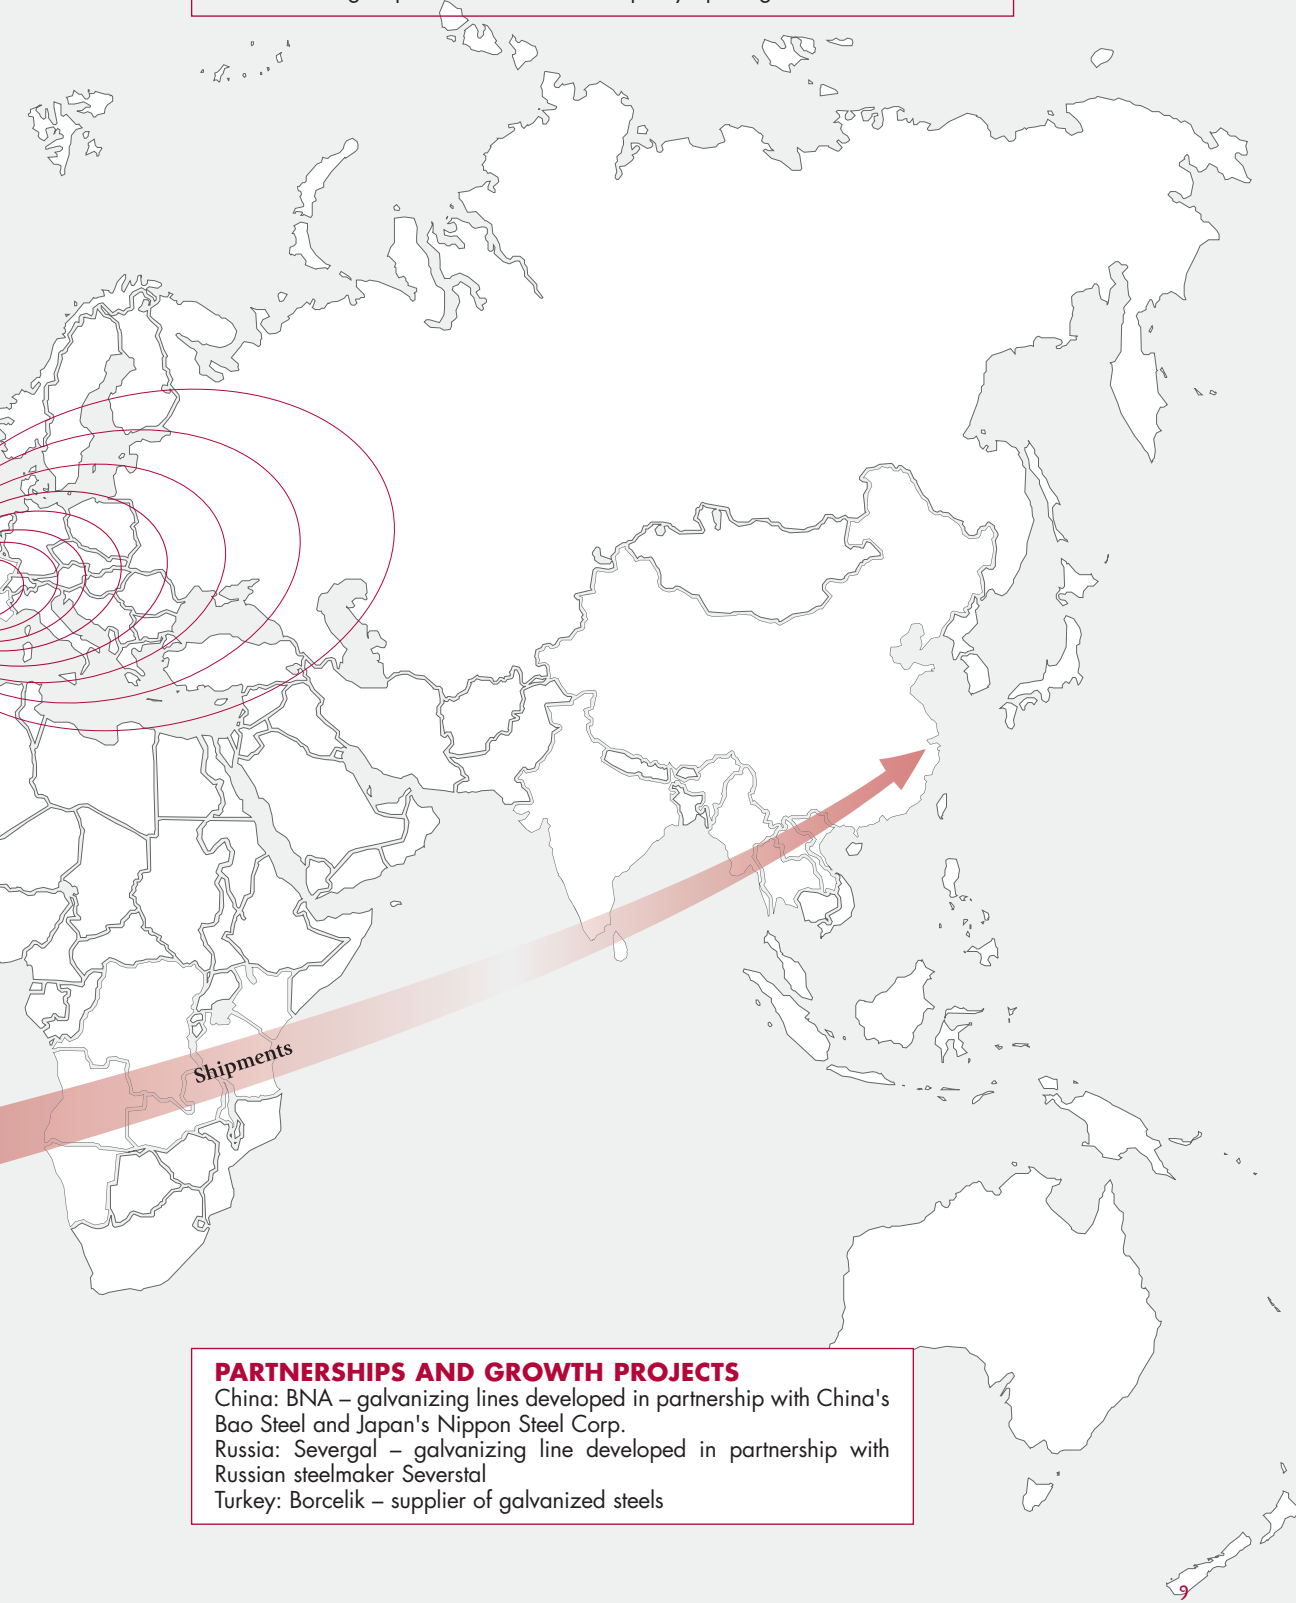 Shipments
PARTNERSHIPS AND GROWTH PROJECTS
China: BNA – galvanizing lines developed in partnership with China's
Bao Steel and Japan's Nippon Steel Corp.
Russia: Severgal – galvanizing line developed in partnership with
Russian steelmaker Severstal
Turkey: Borcelik – supplier of galvanized steels
9